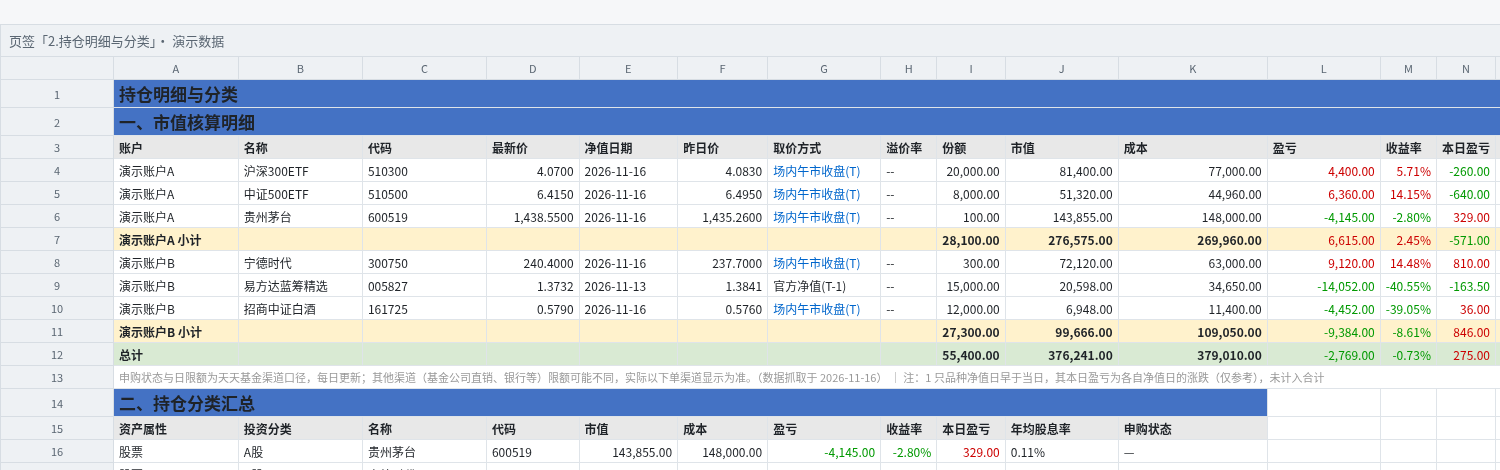 页签「2.持仓明细与分类」· 演示数据
A B C D E F G H I J K L M N
1 持仓明细与分类
2 一、市值核算明细
3 账户 名称 代码 最新价 净值日期 昨日价 取价方式 溢价率 份额 市值 成本 盈亏 收益率 本日盈亏
4 演示账户A 沪深300ETF 510300 4.0700 2026-11-16 4.0830 场内午市收盘(T) -- 20,000.00 81,400.00 77,000.00 4,400.00 5.71% -260.00
5 演示账户A 中证500ETF 510500 6.4150 2026-11-16 6.4950 场内午市收盘(T) -- 8,000.00 51,320.00 44,960.00 6,360.00 14.15% -640.00
6 演示账户A 贵州茅台 600519 1,438.5500 2026-11-16 1,435.2600 场内午市收盘(T) -- 100.00 143,855.00 148,000.00 -4,145.00 -2.80% 329.00
7 演示账户A 小计 28,100.00 276,575.00 269,960.00 6,615.00 2.45% -571.00
8 演示账户B 宁德时代 300750 240.4000 2026-11-16 237.7000 场内午市收盘(T) -- 300.00 72,120.00 63,000.00 9,120.00 14.48% 810.00
9 演示账户B 易方达蓝筹精选 005827 1.3732 2026-11-13 1.3841 官方净值(T-1) -- 15,000.00 20,598.00 34,650.00 -14,052.00 -40.55% -163.50
10 演示账户B 招商中证白酒 161725 0.5790 2026-11-16 0.5760 场内午市收盘(T) -- 12,000.00 6,948.00 11,400.00 -4,452.00 -39.05% 36.00
11 演示账户B 小计 27,300.00 99,666.00 109,050.00 -9,384.00 -8.61% 846.00
12 总计 55,400.00 376,241.00 379,010.00 -2,769.00 -0.73% 275.00
13 申购状态与日限额为天天基金渠道口径，每日更新；其他渠道（基金公司直销、银行等）限额可能不同，实际以下单渠道显示为准。（数据抓取于 2026-11-16）｜注：1 只品种净值日早于当日，其本日盈亏为各自净值日的涨跌（仅参考），未计入合计
14 二、持仓分类汇总
15 资产属性 投资分类 名称 代码 市值 成本 盈亏 收益率 本日盈亏 年均股息率 申购状态
16 股票 A股 贵州茅台 600519 143,855.00 148,000.00 -4,145.00 -2.80% 329.00 0.11% —